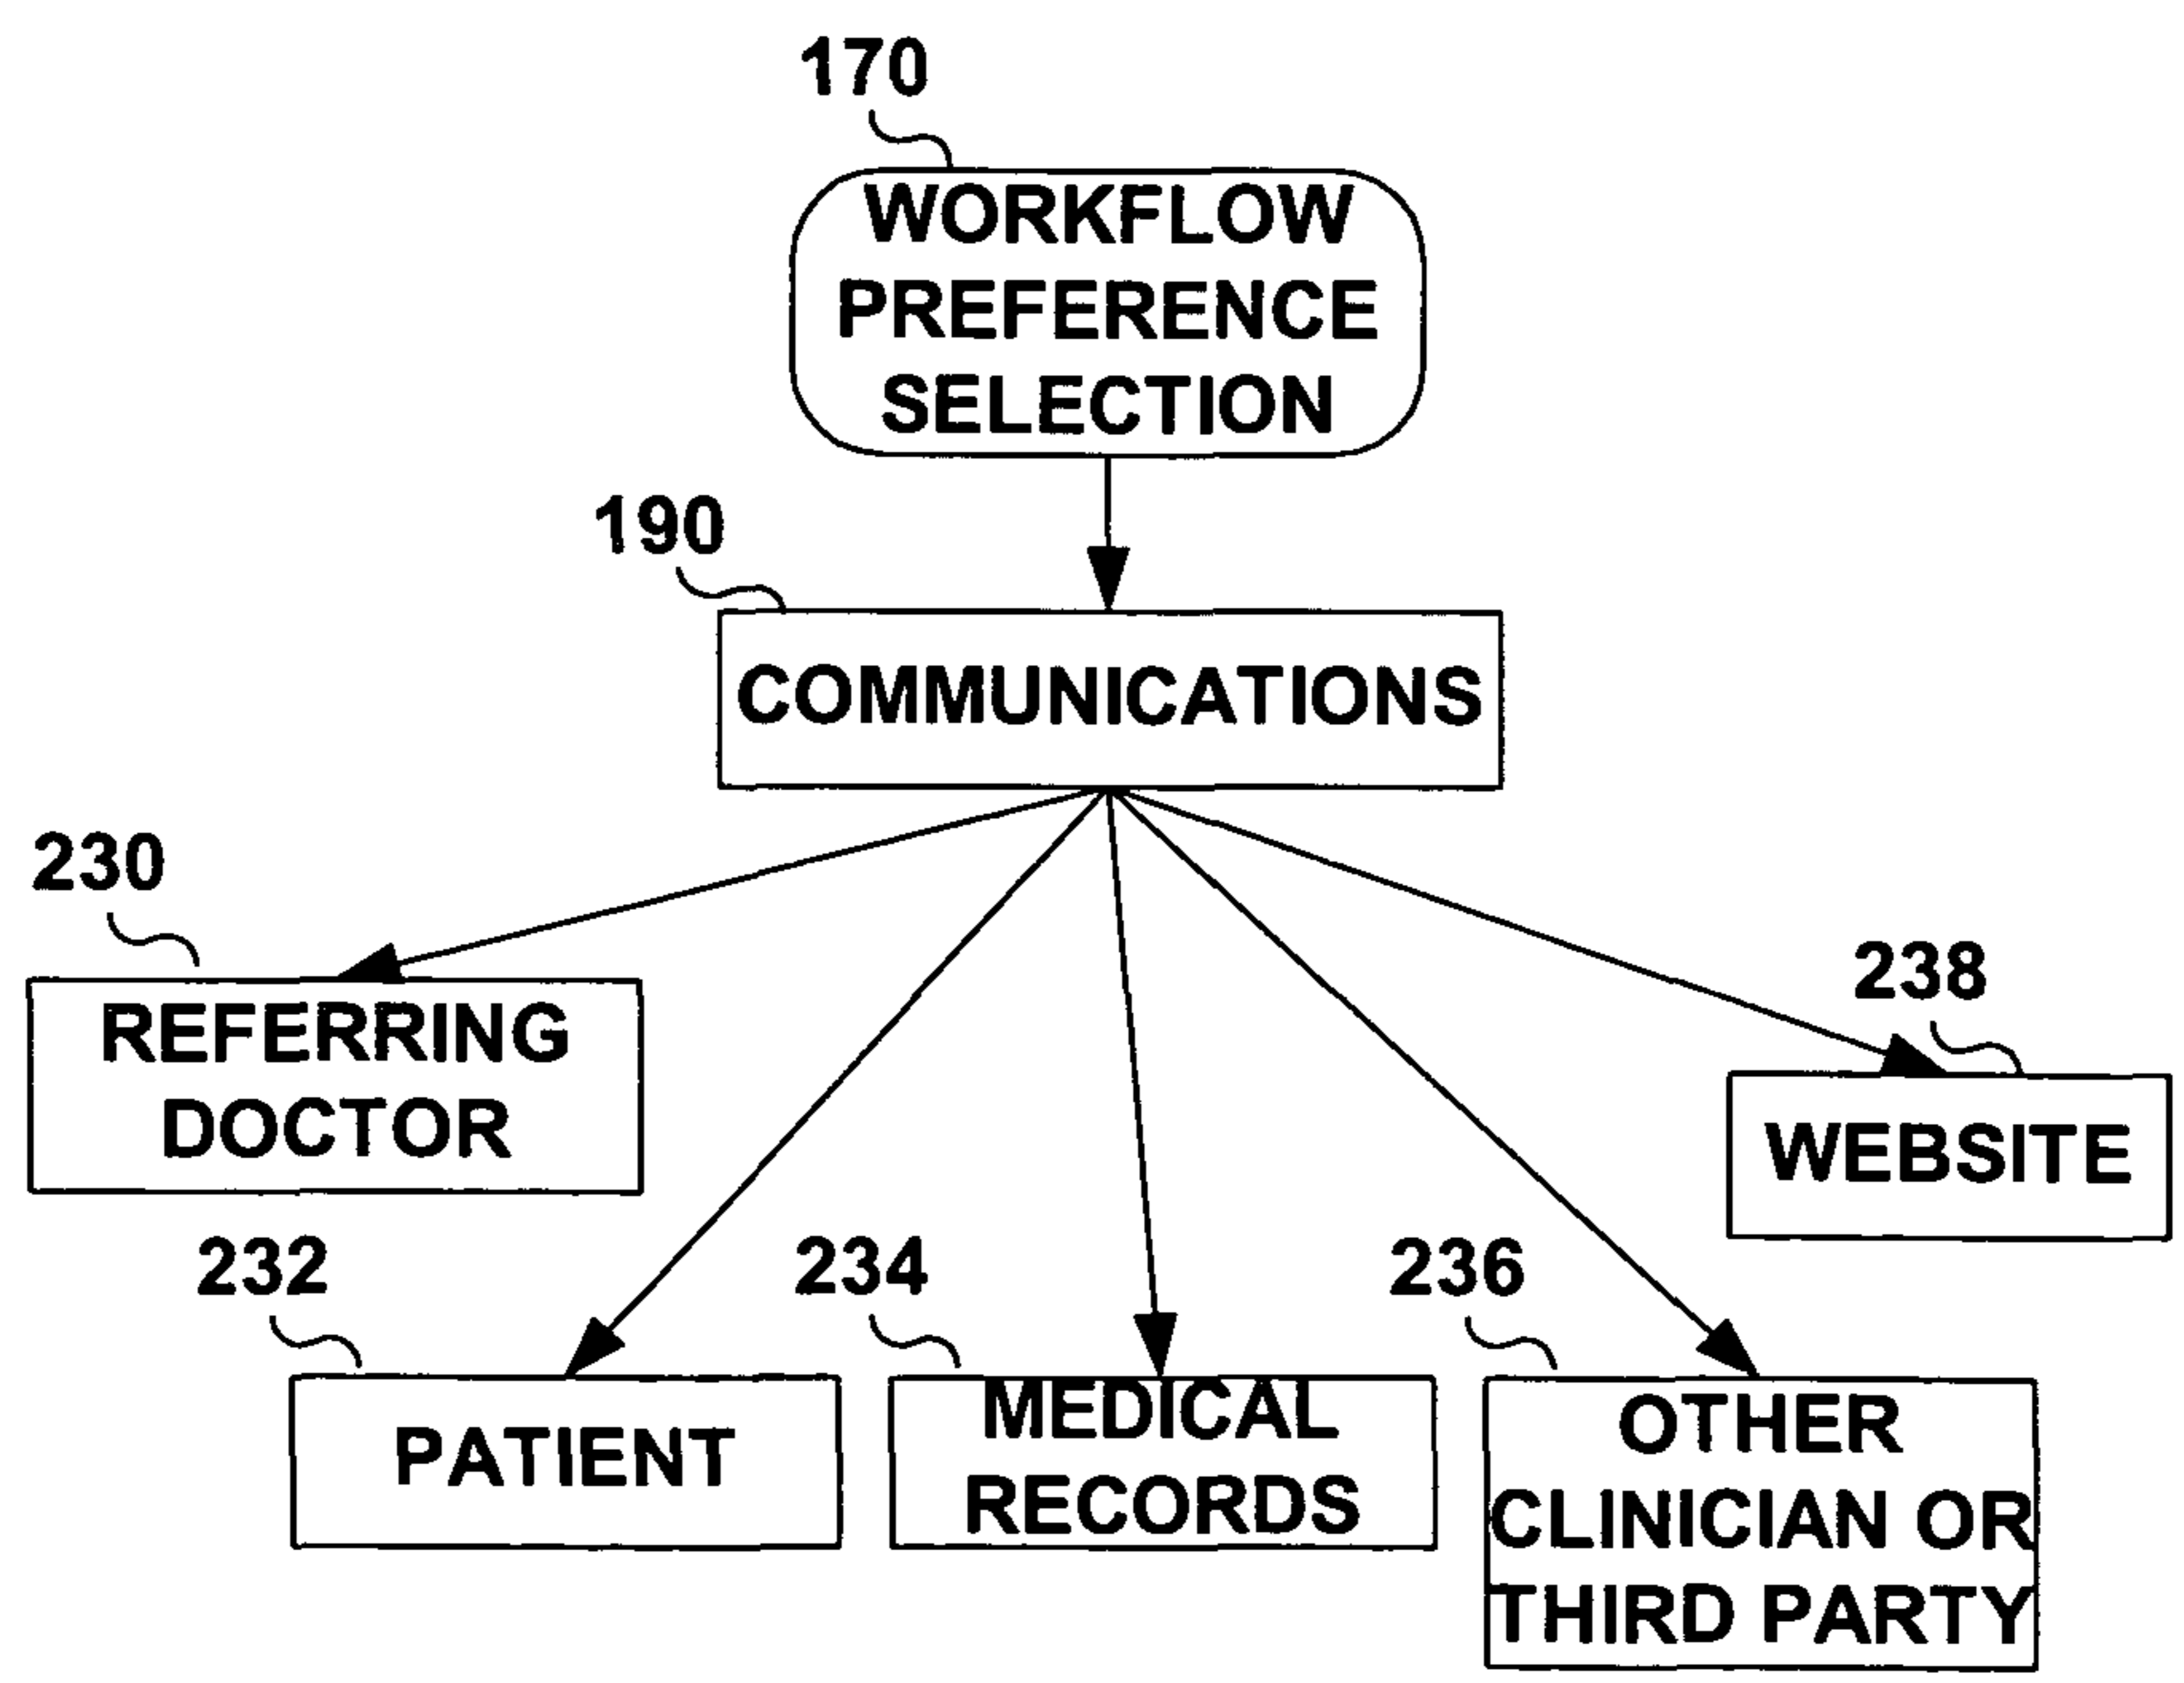 170
WORKFLOW
PREFERENCE
SELECTION
190
COMMUNICATIONS
230
REFERRING
DOCTOR
238
WEBSITE
232
PATIENT
234
MEDICAL
RECORDS
236
OTHER
CLINICIAN OR
THIRD PARTY